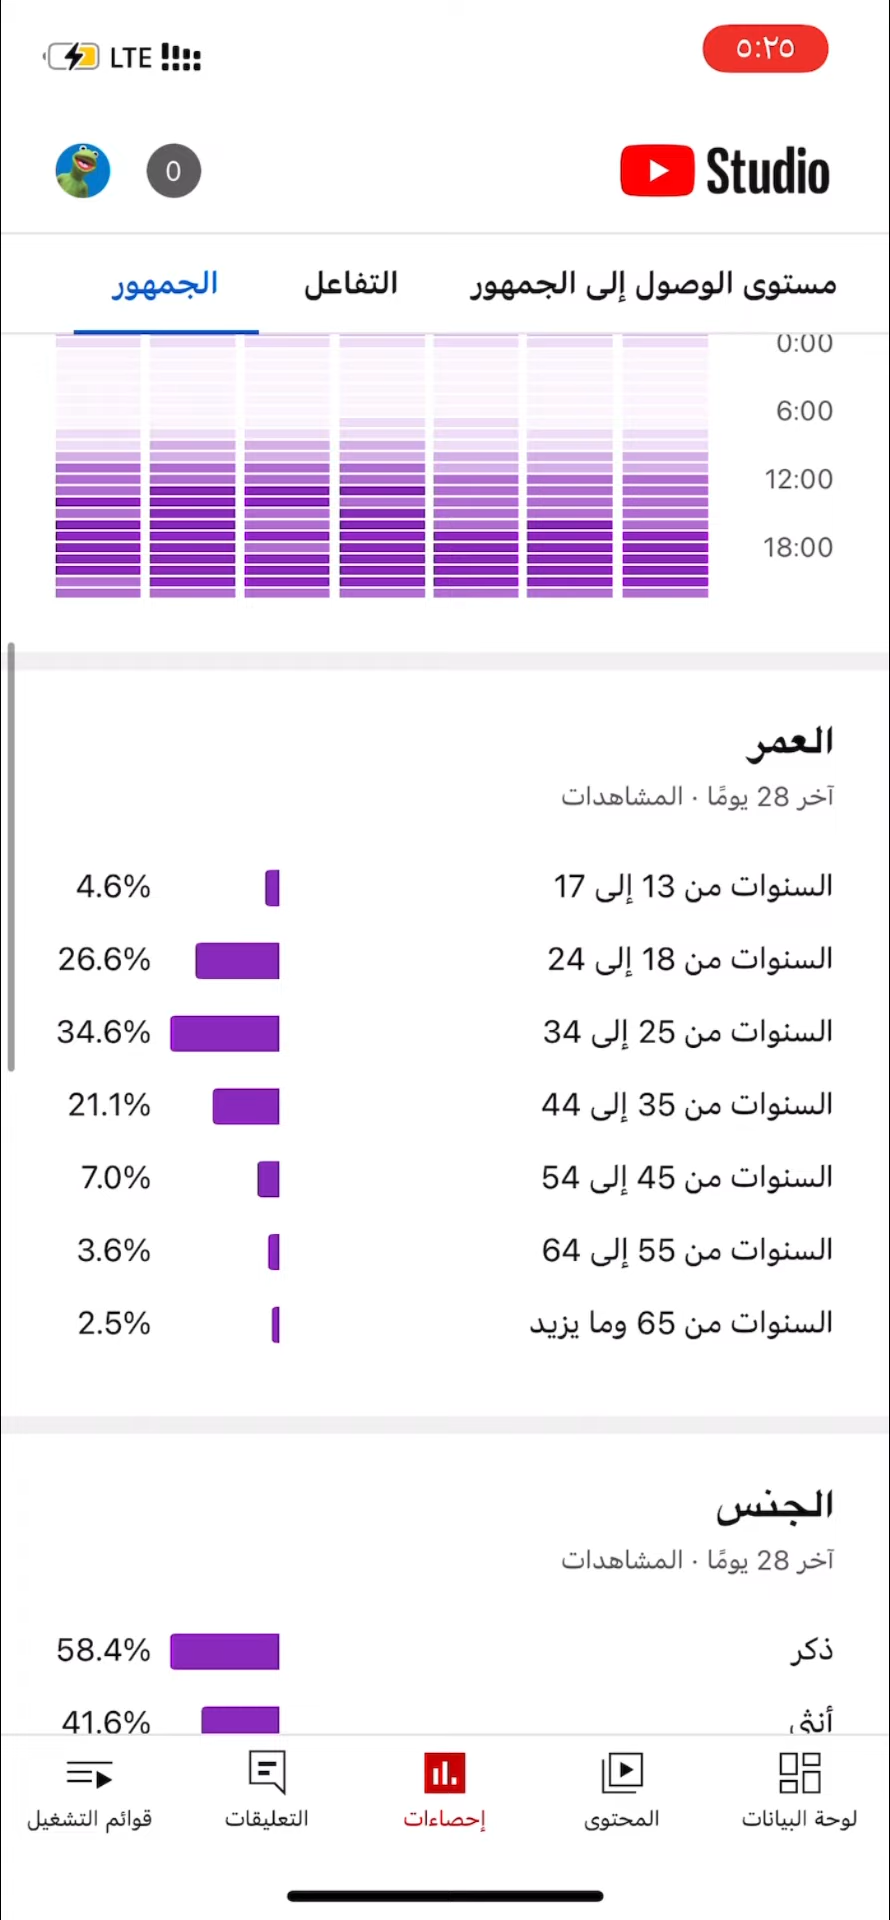 ٥:٢٥
LTE
Studio
0
مستوى الوصول إلى الجمهور
التفاعل
الجمهور
0:00
6:00
12:00
18:00
العمر
آخر 28 يومًا · المشاهدات
السنوات من 13 إلى 17 4.6%
السنوات من 18 إلى 24 26.6%
السنوات من 25 إلى 34 34.6%
السنوات من 35 إلى 44 21.1%
السنوات من 45 إلى 54 7.0%
السنوات من 55 إلى 64 3.6%
السنوات من 65 وما يزيد 2.5%
الجنس
آخر 28 يومًا · المشاهدات
ذكر 58.4%
أنثى 41.6%
لوحة البيانات
المحتوى
إحصاءات
التعليقات
قوائم التشغيل